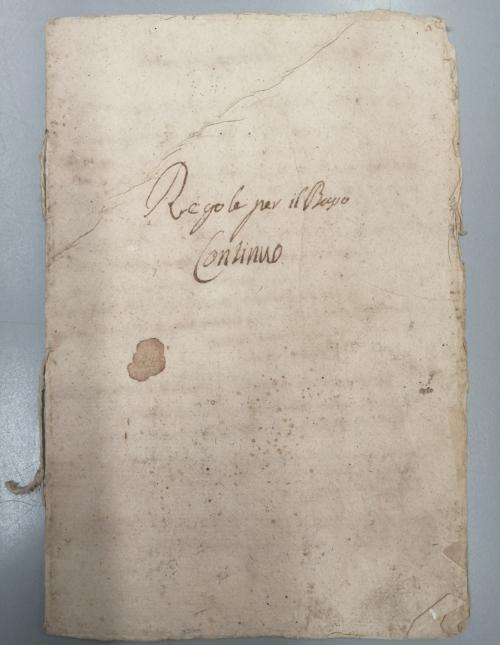 Regole per il Basso
Continuo